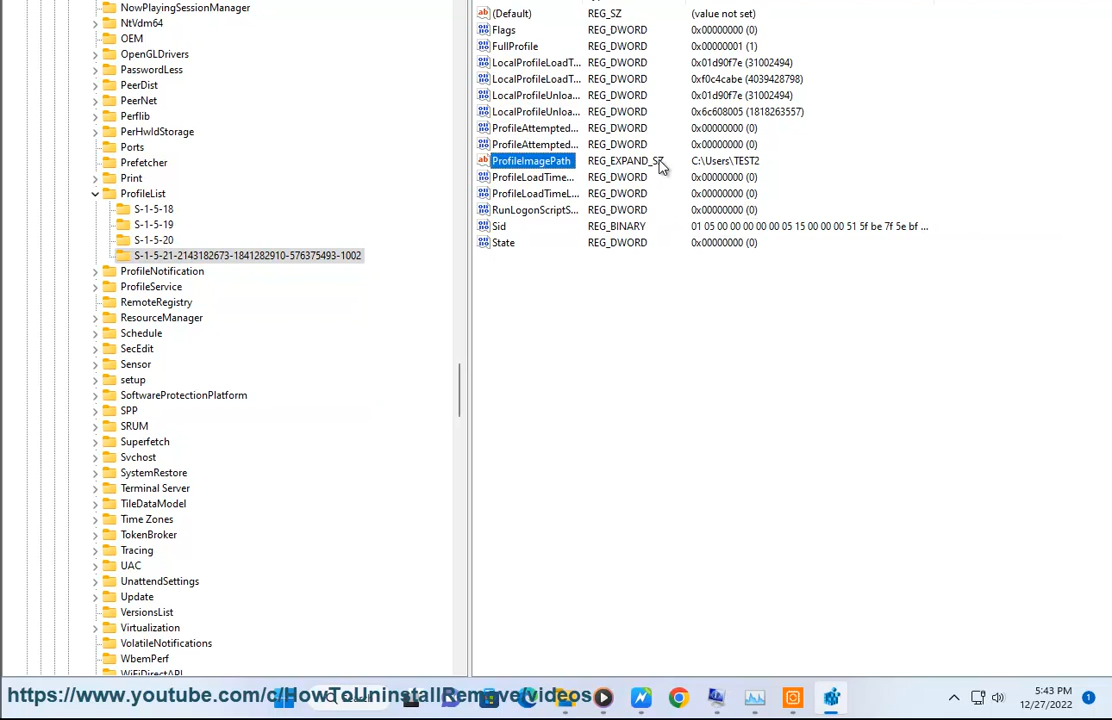 NowPlayingSessionManager
NtVdm64
OEM
OpenGLDrivers
PasswordLess
PeerDist
PeerNet
Perflib
PerHwIdStorage
Ports
Prefetcher
Print
ProfileList
S-1-5-18
S-1-5-19
S-1-5-20
S-1-5-21-2143182673-1841282910-576375493-1002
ProfileNotification
ProfileService
RemoteRegistry
ResourceManager
Schedule
SecEdit
Sensor
setup
SoftwareProtectionPlatform
SPP
SRUM
Superfetch
Svchost
SystemRestore
Terminal Server
TileDataModel
Time Zones
TokenBroker
Tracing
UAC
UnattendSettings
Update
VersionsList
Virtualization
VolatileNotifications
WbemPerf
WiFiDirectAPI
(Default) REG_SZ (value not set)
Flags REG_DWORD 0x00000000 (0)
FullProfile REG_DWORD 0x00000001 (1)
LocalProfileLoadT... REG_DWORD 0x01d90f7e (31002494)
LocalProfileLoadT... REG_DWORD 0xf0c4cabe (4039428798)
LocalProfileUnloa... REG_DWORD 0x01d90f7e (31002494)
LocalProfileUnloa... REG_DWORD 0x6c608005 (1818263557)
ProfileAttempted... REG_DWORD 0x00000000 (0)
ProfileAttempted... REG_DWORD 0x00000000 (0)
ProfileImagePath REG_EXPAND_SZ C:\Users\TEST2
ProfileLoadTime... REG_DWORD 0x00000000 (0)
ProfileLoadTimeL... REG_DWORD 0x00000000 (0)
RunLogonScriptS... REG_DWORD 0x00000000 (0)
Sid REG_BINARY 01 05 00 00 00 00 00 05 15 00 00 00 51 5f be 7f 5e bf ...
State REG_DWORD 0x00000000 (0)
https://www.youtube.com/c/HowToUninstallRemove/videos
5:43 PM
12/27/2022
1